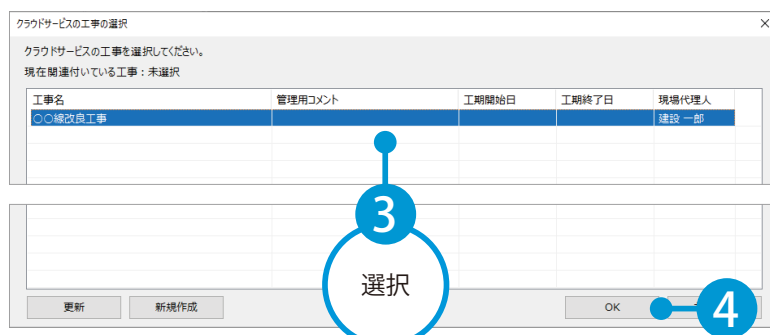 クラウドサービスの工事の選択 ×
クラウドサービスの工事を選択してください。
現在関連付いている工事：未選択
工事名 管理用コメント 工期開始日 工期終了日 現場代理人
〇〇線改良工事 建設 一郎
3
選択
更新 新規作成 OK 4